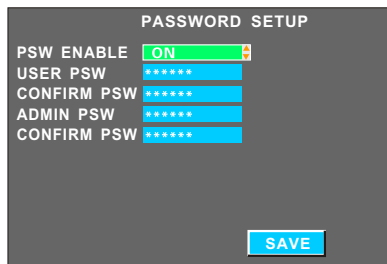 PASSWORD SETUP
PSW ENABLE ON
USER PSW ******
CONFIRM PSW ******
ADMIN PSW ******
CONFIRM PSW ******
SAVE